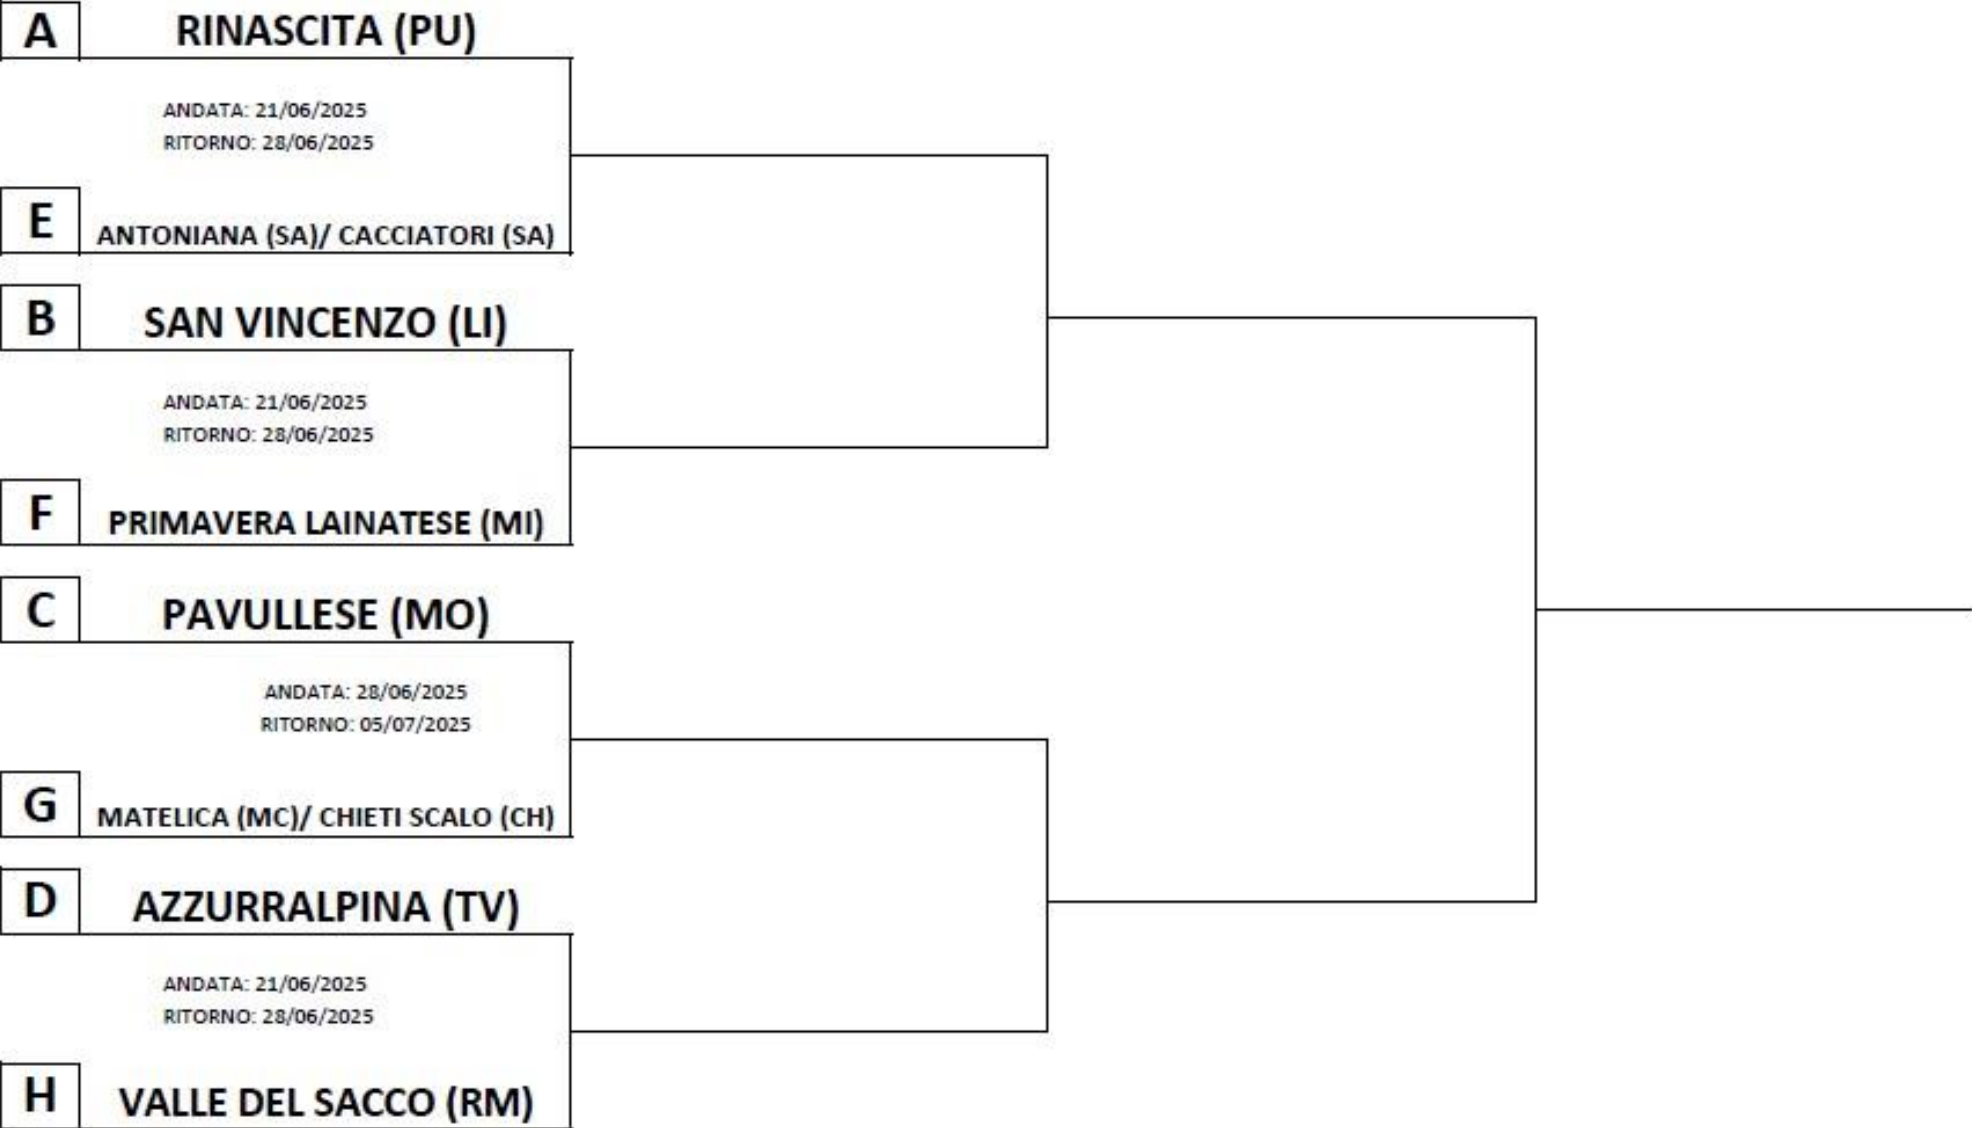 A
RINASCITA (PU)
ANDATA: 21/06/2025
RITORNO: 28/06/2025
E
ANTONIANA (SA)/ CACCIATORI (SA)
B
SAN VINCENZO (LI)
ANDATA: 21/06/2025
RITORNO: 28/06/2025
F
PRIMAVERA LAINATESE (MI)
C
PAVULLESE (MO)
ANDATA: 28/06/2025
RITORNO: 05/07/2025
G
MATELICA (MC)/ CHIETI SCALO (CH)
D
AZZURRALPINA (TV)
ANDATA: 21/06/2025
RITORNO: 28/06/2025
H
VALLE DEL SACCO (RM)